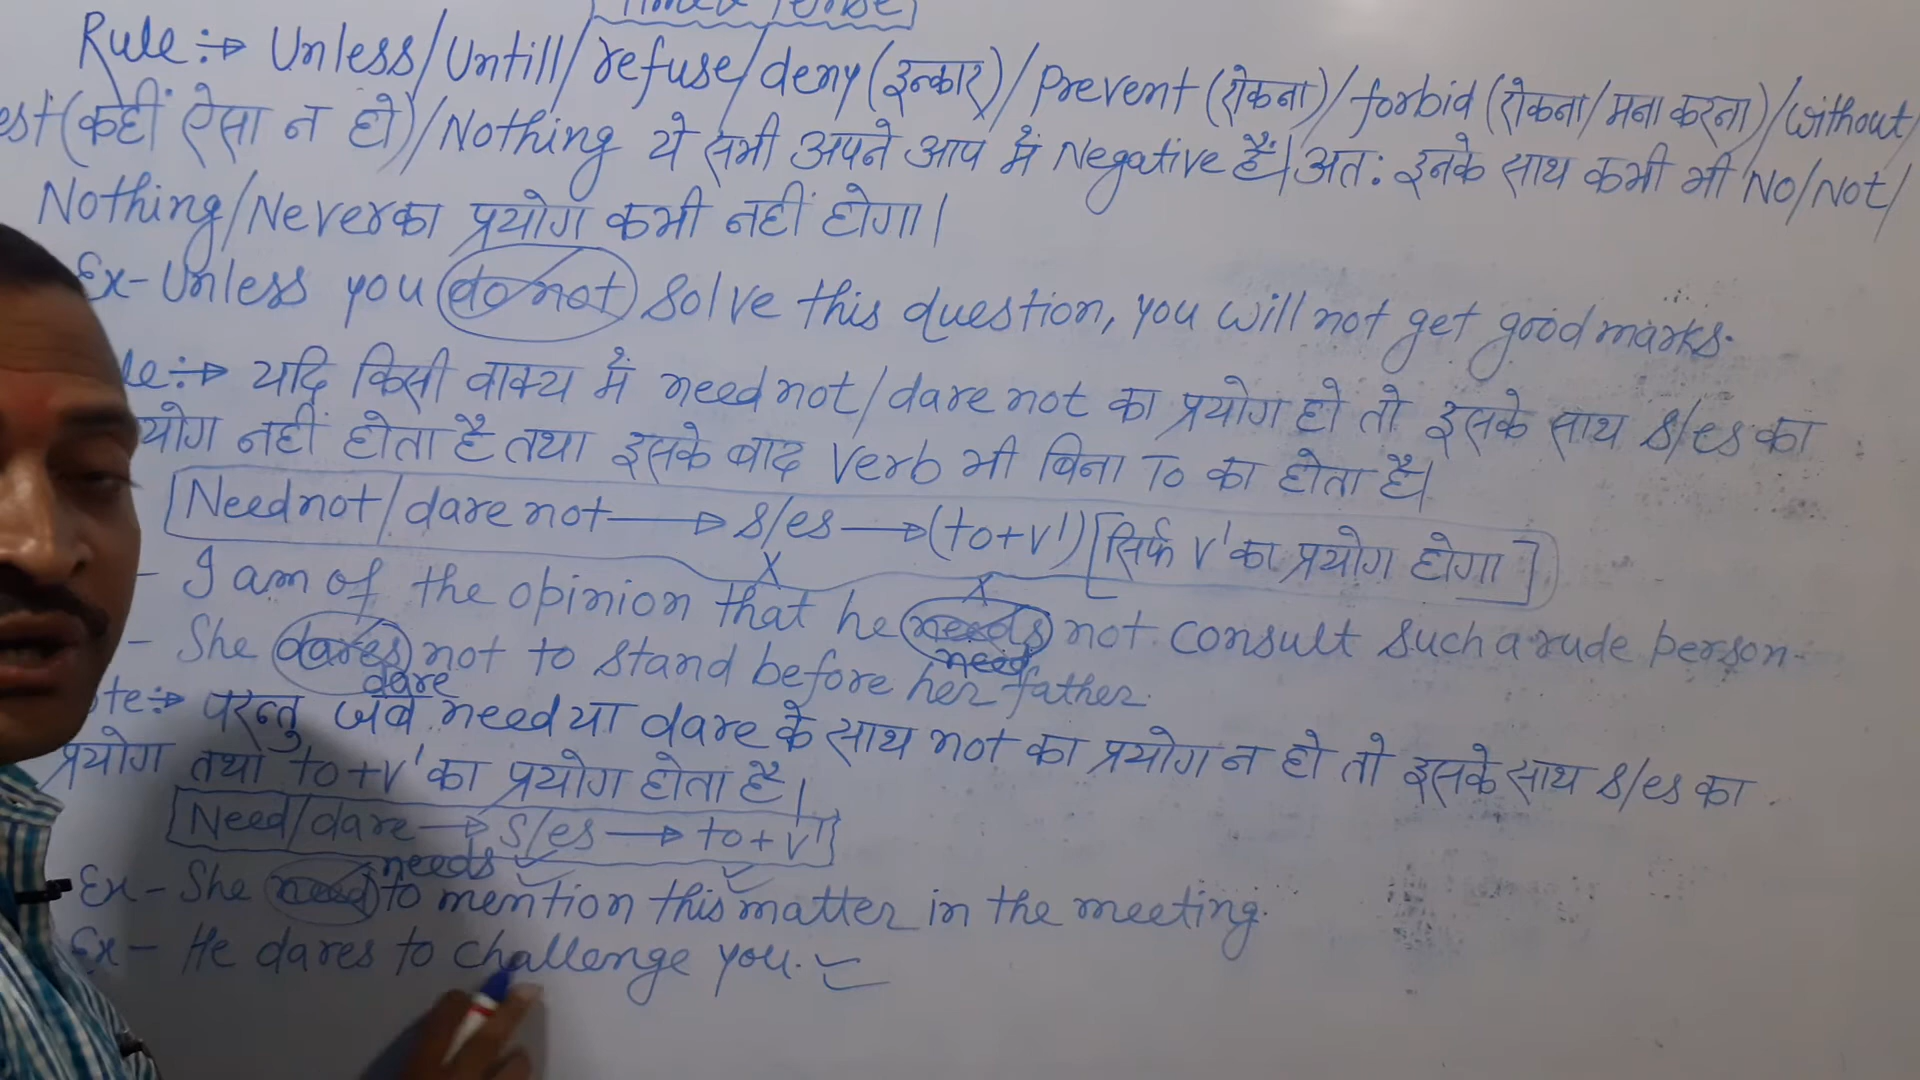 Tense
Rule:→ Unless/Untill/refuse/deny(इन्कार)/Prevent(रोकना)/forbid(रोकना/मना करना)/Without/
est(कहीं ऐसा न हो)/Nothing ये सभी अपने आप में Negative हैं।अत: इनके साथ कभी भी No/Not/
Nothing/Never का प्रयोग कभी नहीं होगा।
Ex- Unless you do not solve this question, you will not get good marks.
le:→ यदि किसी वाक्य में need not/dare not का प्रयोग हो तो इसके साथ s/es का
योग नहीं होता है तथा इसके बाद Verb भी बिना To का होता है।
Need not/dare not → s/es → (to+V') [सिर्फ V' का प्रयोग होगा]
X X
- I am of the opinion that he needs not consult such a rude person.
need
- She dares not to stand before her father.
dare
ote:→ परन्तु जब need या dare के साथ not का प्रयोग न हो तो इसके साथ s/es का
प्रयोग तथा to+V' का प्रयोग होता है।
Need/dare → S/es → to+V'
needs
Ex- She need to mention this matter in the meeting.
Ex- He dares to challenge you.